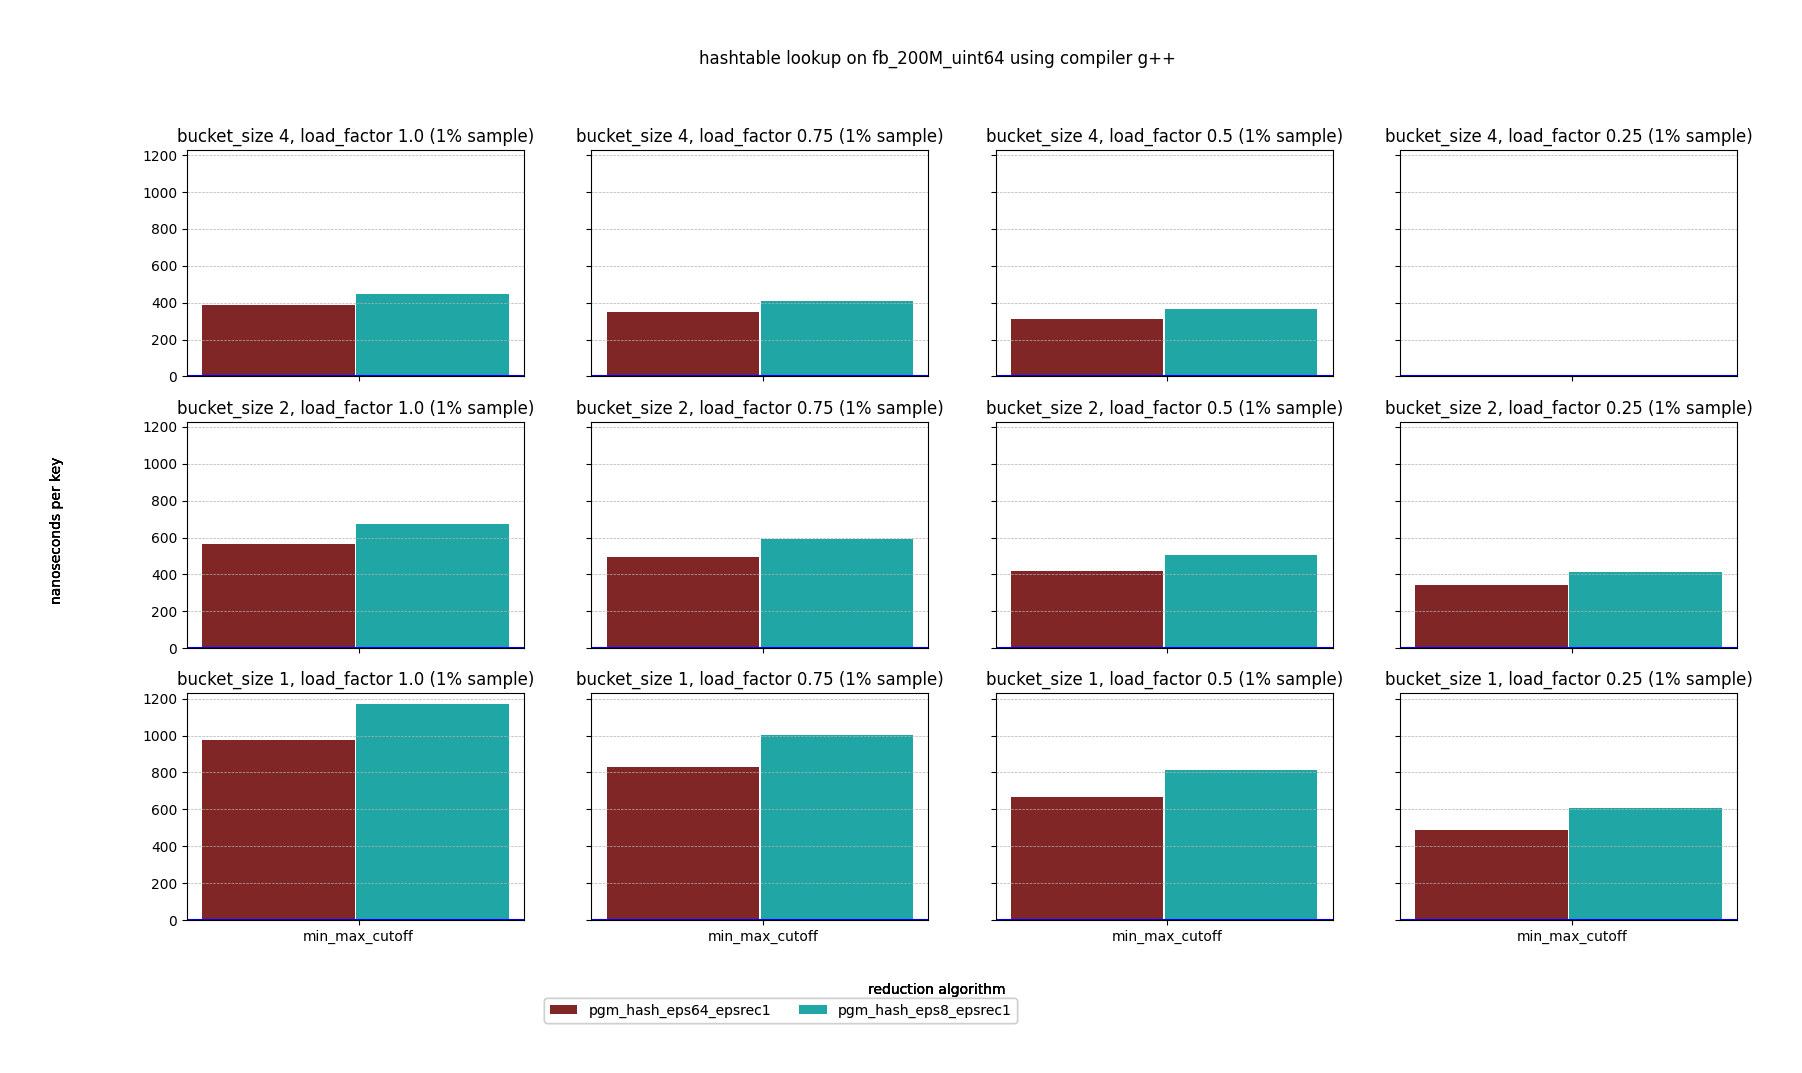 hashtable lookup on fb_200M_uint64 using compiler g++
bucket_size 4, load_factor 1.0 (1% sample)
bucket_size 4, load_factor 0.75 (1% sample)
bucket_size 4, load_factor 0.5 (1% sample)
bucket_size 4, load_factor 0.25 (1% sample)
1200
1000
800
600
400
200
0
bucket_size 2, load_factor 1.0 (1% sample)
bucket_size 2, load_factor 0.75 (1% sample)
bucket_size 2, load_factor 0.5 (1% sample)
bucket_size 2, load_factor 0.25 (1% sample)
1200
1000
800
600
400
200
0
nanoseconds per key
bucket_size 1, load_factor 1.0 (1% sample)
bucket_size 1, load_factor 0.75 (1% sample)
bucket_size 1, load_factor 0.5 (1% sample)
bucket_size 1, load_factor 0.25 (1% sample)
1200
1000
800
600
400
200
0
min_max_cutoff
min_max_cutoff
min_max_cutoff
min_max_cutoff
reduction algorithm
pgm_hash_eps64_epsrec1
pgm_hash_eps8_epsrec1